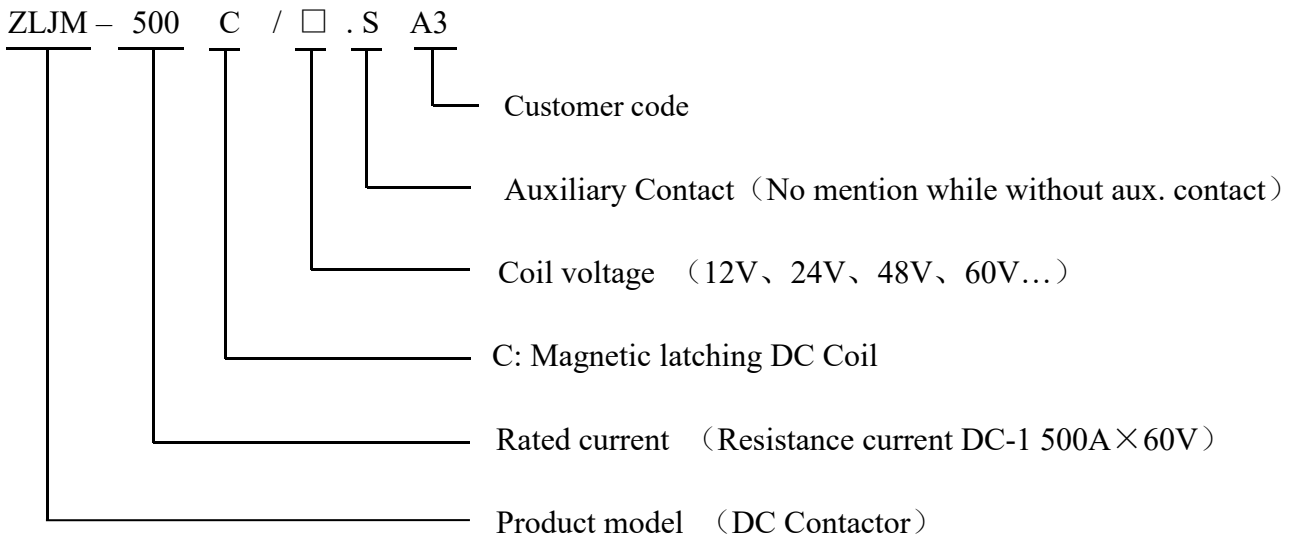 ZLJM – 500 C / □ . S A3
Customer code
Auxiliary Contact（No mention while without aux. contact）
Coil voltage （12V、24V、48V、60V…）
C: Magnetic latching DC Coil
Rated current （Resistance current DC-1 500A×60V）
Product model （DC Contactor）